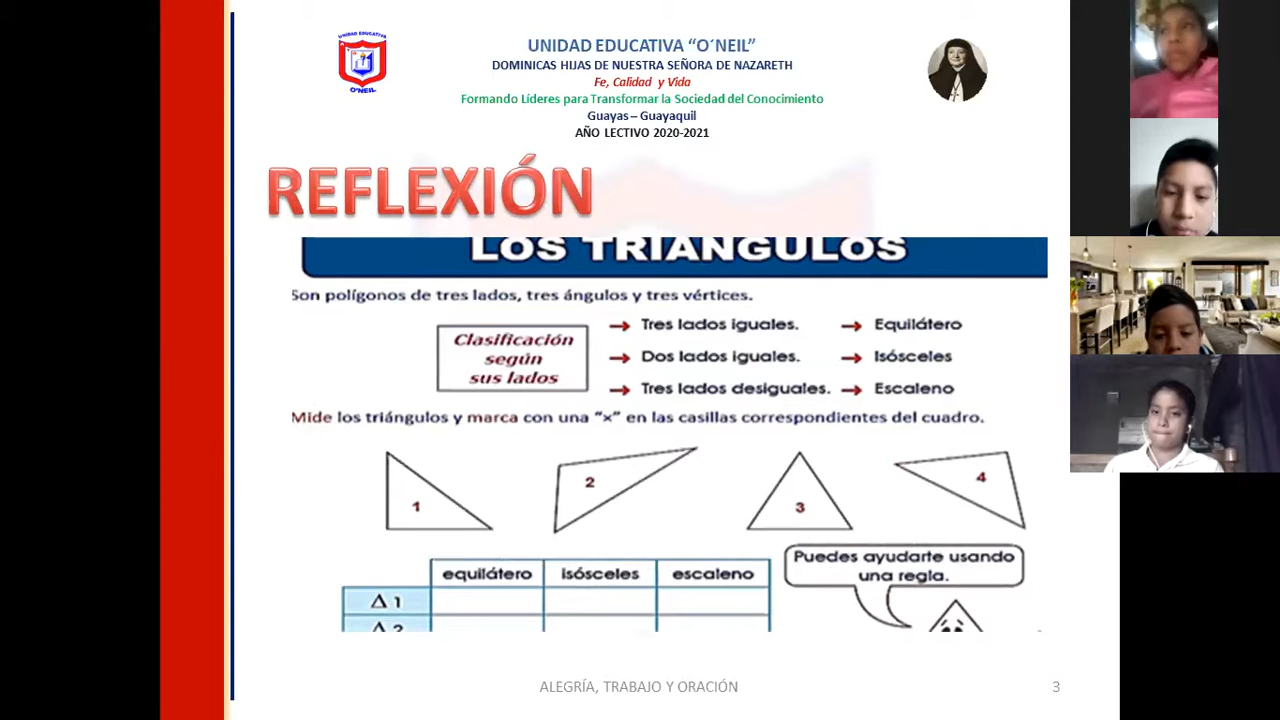 UNIDAD EDUCATIVA
O´NEIL
UNIDAD EDUCATIVA “O´NEIL”
DOMINICAS HIJAS DE NUESTRA SEÑORA DE NAZARETH
Fe, Calidad y Vida
Formando Líderes para Transformar la Sociedad del Conocimiento
Guayas – Guayaquil
AÑO LECTIVO 2020-2021
REFLEXIÓN
LOS TRIÁNGULOS
Son polígonos de tres lados, tres ángulos y tres vértices.
Clasificación
según
sus lados
→ Tres lados iguales. → Equilátero
→ Dos lados iguales. → Isósceles
→ Tres lados desiguales. → Escaleno
Mide los triángulos y marca con una “×” en las casillas correspondientes del cuadro.
1 2 3 4
equilátero isósceles escaleno
Δ 1
Δ 2
Puedes ayudarte usando
una regla.
ALEGRÍA, TRABAJO Y ORACIÓN 3